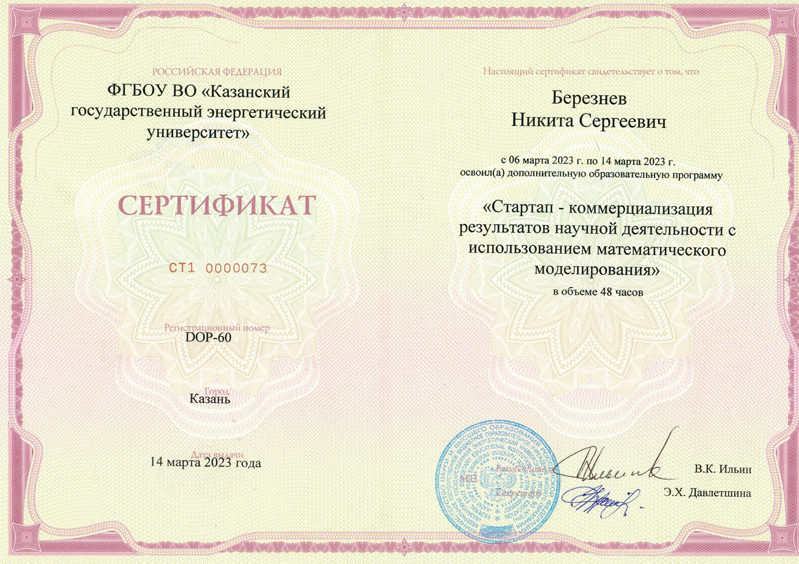 РОССИЙСКАЯ ФЕДЕРАЦИЯ
ФГБОУ ВО «Казанский
государственный энергетический
университет»
СЕРТИФИКАТ
СТ1 0000073
Регистрационный номер
DOP-60
Город
Казань
Дата выдачи
14 марта 2023 года
Настоящий сертификат свидетельствует о том, что
Березнев
Никита Сергеевич
с 06 марта 2023 г. по 14 марта 2023 г.
освоил(а) дополнительную образовательную программу
«Стартап - коммерциализация
результатов научной деятельности с
использованием математического
моделирования»
в объеме 48 часов
Руководитель
В.К. Ильин
Секретарь
Э.Х. Давлетшина